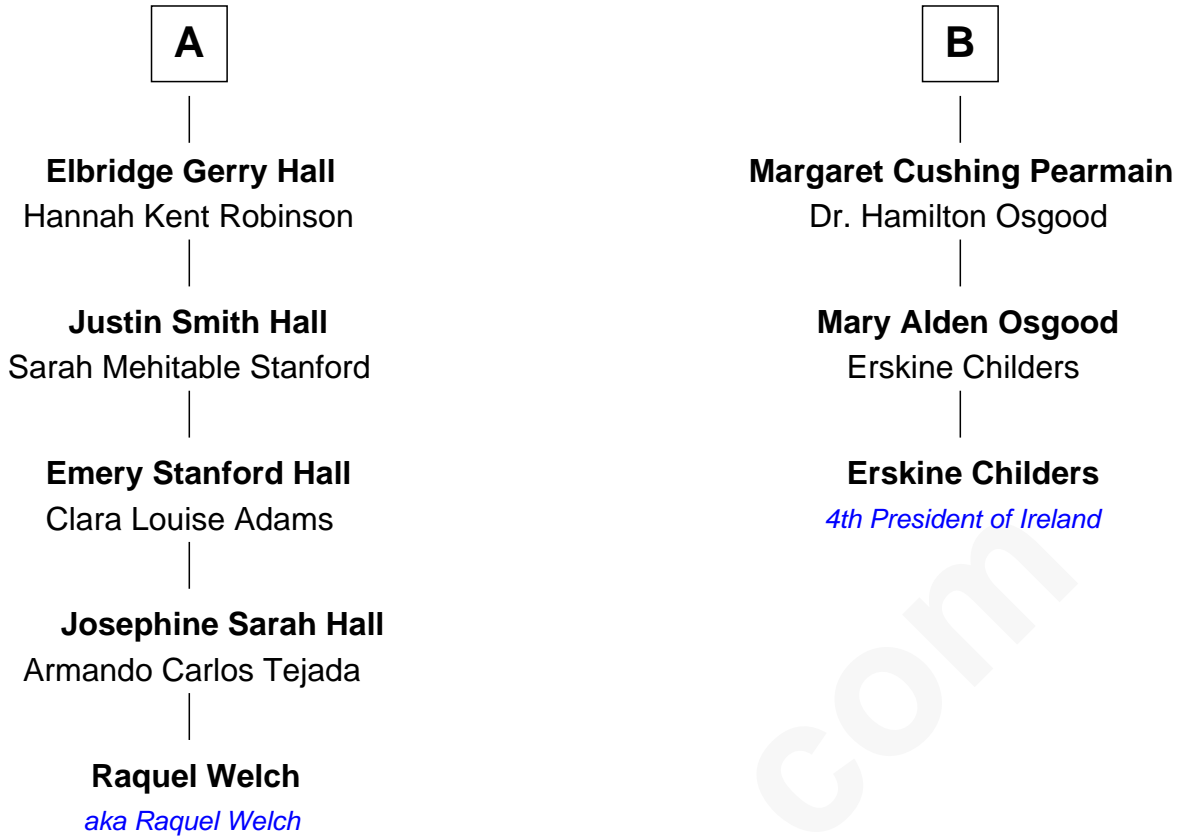 A
Elbridge Gerry Hall
Hannah Kent Robinson
Justin Smith Hall
Sarah Mehitable Stanford
Emery Stanford Hall
Clara Louise Adams
Josephine Sarah Hall
Armando Carlos Tejada
Raquel Welch
aka Raquel Welch
B
Margaret Cushing Pearmain
Dr. Hamilton Osgood
Mary Alden Osgood
Erskine Childers
Erskine Childers
4th President of Ireland
com